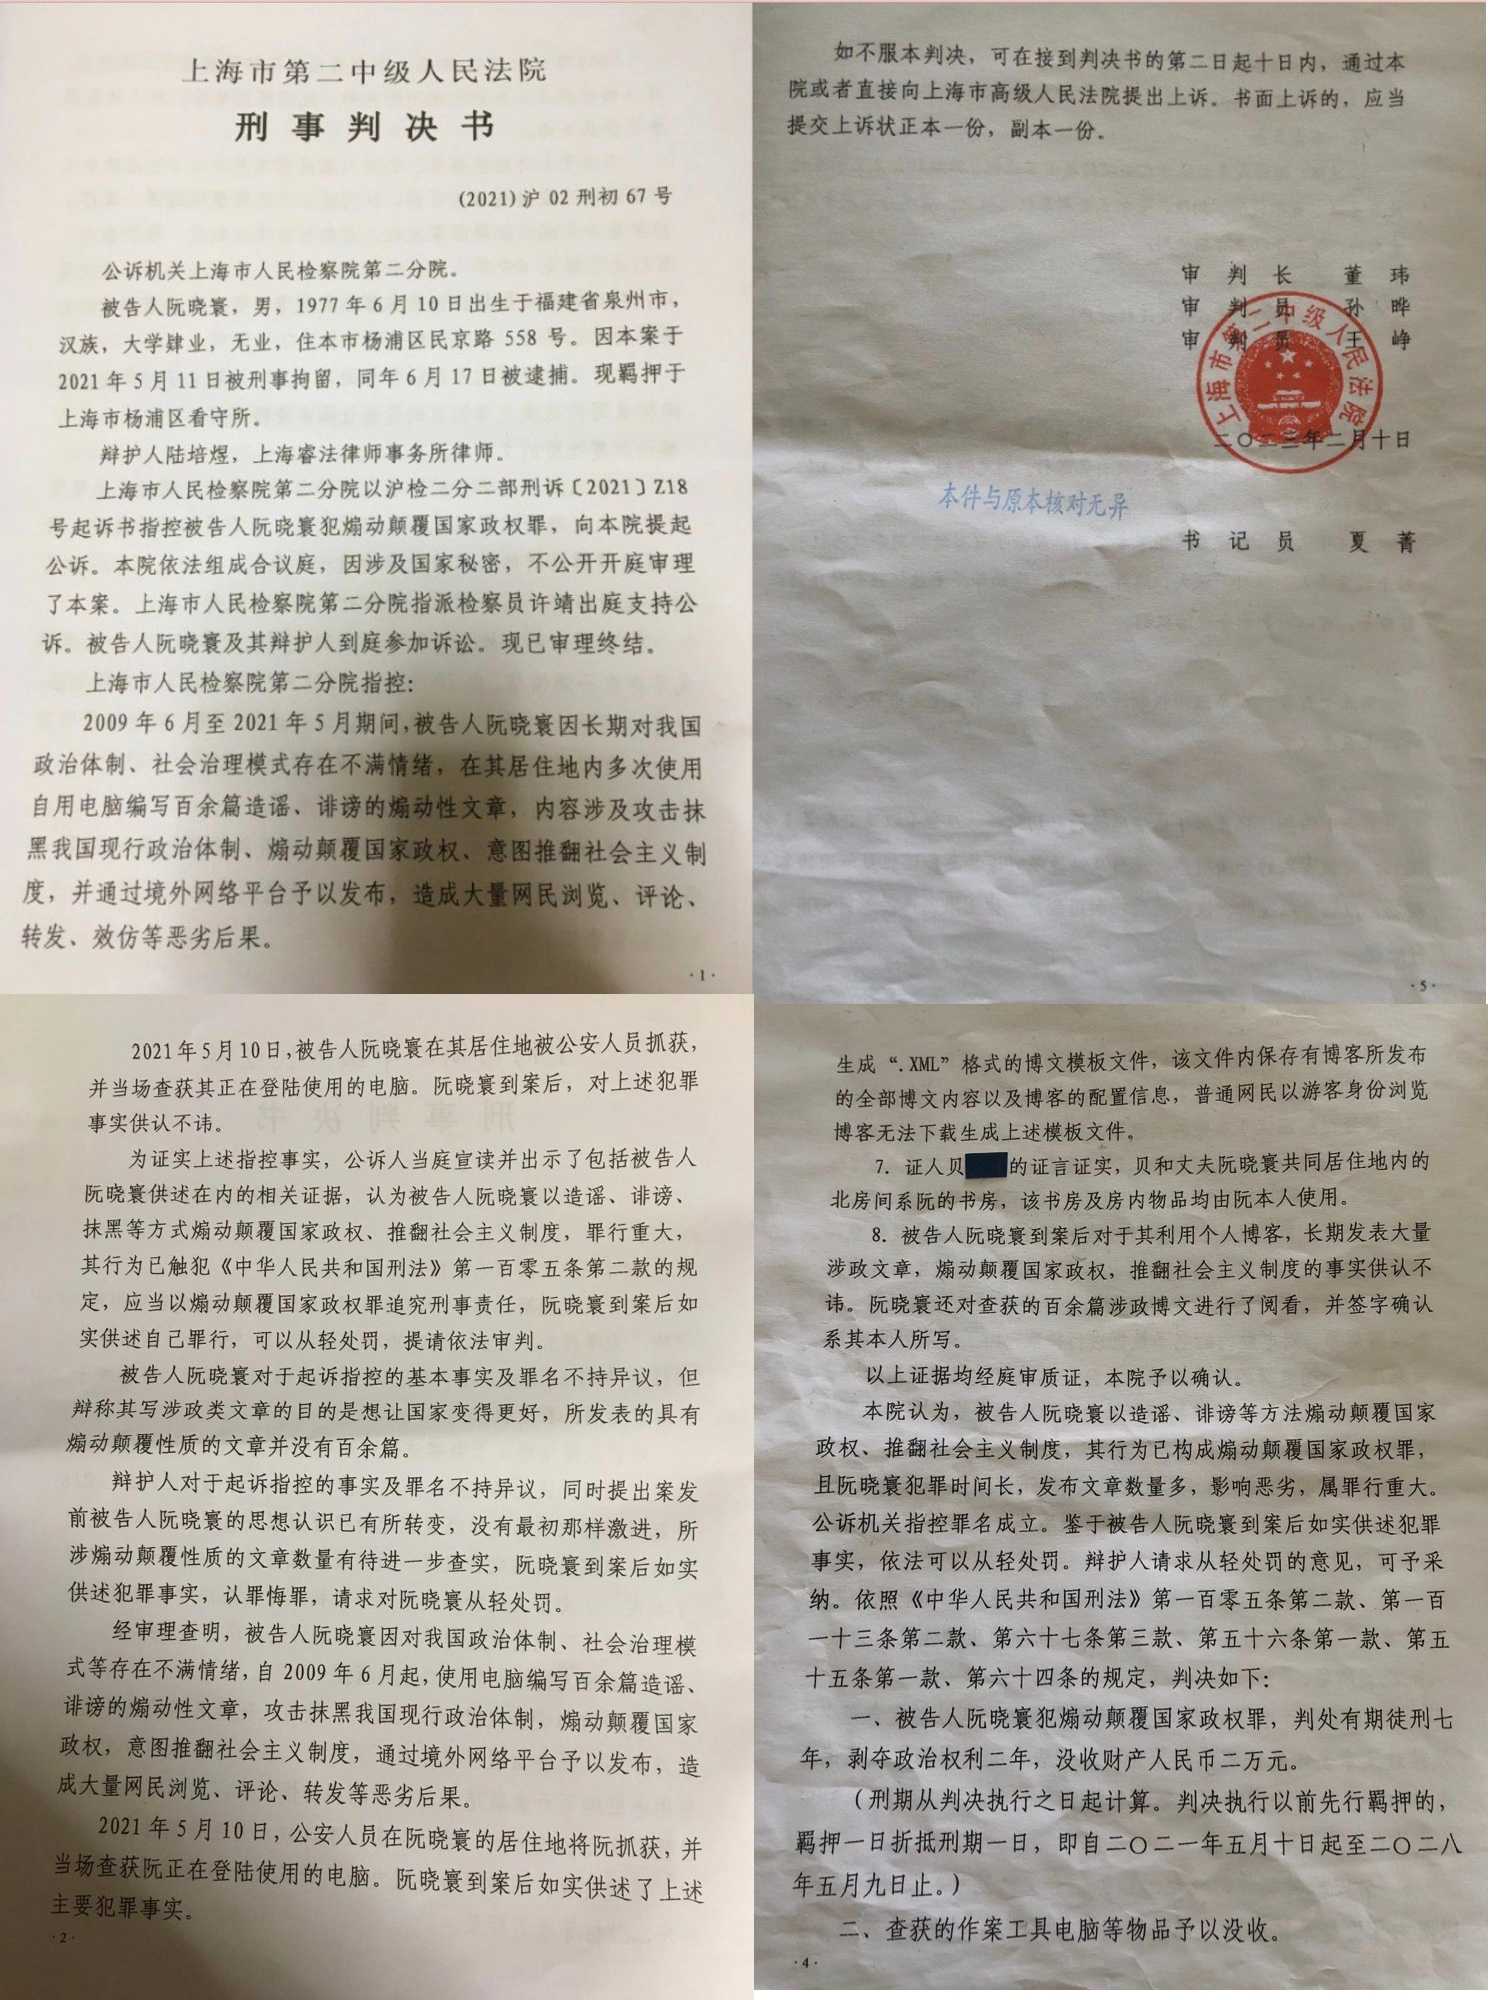 上海市第二中级人民法院
刑事判决书
(2021)沪02刑初67号
公诉机关上海市人民检察院第二分院。
被告人阮晓寰，男，1977年6月10日出生于福建省泉州市，
汉族，大学肄业，无业，住本市杨浦区民京路558号。因本案于
2021年5月11日被刑事拘留，同年6月17日被逮捕。现羁押于
上海市杨浦区看守所。
辩护人陆培煜，上海睿法律师事务所律师。
上海市人民检察院第二分院以沪检二分二部刑诉〔2021〕Z18
号起诉书指控被告人阮晓寰犯煽动颠覆国家政权罪，向本院提起
公诉。本院依法组成合议庭，因涉及国家秘密，不公开开庭审理
了本案。上海市人民检察院第二分院指派检察员许靖出庭支持公
诉。被告人阮晓寰及其辩护人到庭参加诉讼。现已审理终结。
上海市人民检察院第二分院指控：
2009年6月至2021年5月期间，被告人阮晓寰因长期对我国
政治体制、社会治理模式存在不满情绪，在其居住地内多次使用
自用电脑编写百余篇造谣、诽谤的煽动性文章，内容涉及攻击抹
黑我国现行政治体制、煽动颠覆国家政权、意图推翻社会主义制
度，并通过境外网络平台予以发布，造成大量网民浏览、评论、
转发、效仿等恶劣后果。
·1·
2021年5月10日，被告人阮晓寰在其居住地被公安人员抓获，
并当场查获其正在登陆使用的电脑。阮晓寰到案后，对上述犯罪
事实供认不讳。
为证实上述指控事实，公诉人当庭宣读并出示了包括被告人
阮晓寰供述在内的相关证据，认为被告人阮晓寰以造谣、诽谤、
抹黑等方式煽动颠覆国家政权、推翻社会主义制度，罪行重大，
其行为已触犯《中华人民共和国刑法》第一百零五条第二款的规
定，应当以煽动颠覆国家政权罪追究刑事责任，阮晓寰到案后如
实供述自己罪行，可以从轻处罚，提请依法审判。
被告人阮晓寰对于起诉指控的基本事实及罪名不持异议，但
辩称其写涉政类文章的目的是想让国家变得更好，所发表的具有
煽动颠覆性质的文章并没有百余篇。
辩护人对于起诉指控的事实及罪名不持异议，同时提出案发
前被告人阮晓寰的思想认识已有所转变，没有最初那样激进，所
涉煽动颠覆性质的文章数量有待进一步查实，阮晓寰到案后如实
供述犯罪事实，认罪悔罪，请求对阮晓寰从轻处罚。
经审理查明，被告人阮晓寰因对我国政治体制、社会治理模
式等存在不满情绪，自2009年6月起，使用电脑编写百余篇造谣、
诽谤的煽动性文章，攻击抹黑我国现行政治体制，煽动颠覆国家
政权，意图推翻社会主义制度，通过境外网络平台予以发布，造
成大量网民浏览、评论、转发等恶劣后果。
2021年5月10日，公安人员在阮晓寰的居住地将阮抓获，并
当场查获阮正在登陆使用的电脑。阮晓寰到案后如实供述了上述
主要犯罪事实。
·2·
生成“.XML”格式的博文模板文件，该文件内保存有博客所发布
的全部博文内容以及博客的配置信息，普通网民以游客身份浏览
博客无法下载生成上述模板文件。
7. 证人贝的证言证实，贝和丈夫阮晓寰共同居住地内的
北房间系阮的书房，该书房及房内物品均由阮本人使用。
8. 被告人阮晓寰到案后对于其利用个人博客，长期发表大量
涉政文章，煽动颠覆国家政权，推翻社会主义制度的事实供认不
讳。阮晓寰还对查获的百余篇涉政博文进行了阅看，并签字确认
系其本人所写。
以上证据均经庭审质证，本院予以确认。
本院认为，被告人阮晓寰以造谣、诽谤等方法煽动颠覆国家
政权、推翻社会主义制度，其行为已构成煽动颠覆国家政权罪，
且阮晓寰犯罪时间长，发布文章数量多，影响恶劣，属罪行重大。
公诉机关指控罪名成立。鉴于被告人阮晓寰到案后如实供述犯罪
事实，依法可以从轻处罚。辩护人请求从轻处罚的意见，可予采
纳。依照《中华人民共和国刑法》第一百零五条第二款、第一百
一十三条第二款、第六十七条第三款、第五十六条第一款、第五
十五条第一款、第六十四条的规定，判决如下：
一、被告人阮晓寰犯煽动颠覆国家政权罪，判处有期徒刑七
年，剥夺政治权利二年，没收财产人民币二万元。
（刑期从判决执行之日起计算。判决执行以前先行羁押的，
羁押一日折抵刑期一日，即自二〇二一年五月十日起至二〇二八
年五月九日止。）
二、查获的作案工具电脑等物品予以没收。
·4·
如不服本判决，可在接到判决书的第二日起十日内，通过本
院或者直接向上海市高级人民法院提出上诉。书面上诉的，应当
提交上诉状正本一份，副本一份。
审判长 董玮
审判员 孙晔
审判员 王峥
上海市第二中级人民法院
二〇二三年二月十日
本件与原本核对无异
书记员 夏菁
·5·